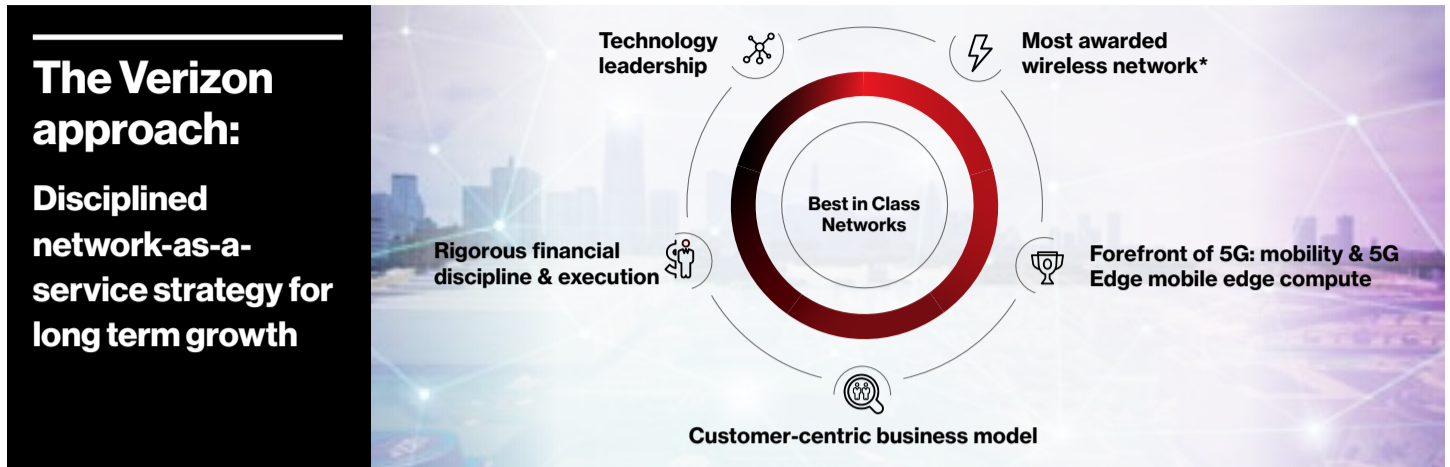 The Verizon
approach:
Disciplined
network-as-a-
service strategy for
long term growth
Technology
leadership
Most awarded
wireless network*
Best in Class
Networks
Rigorous financial
discipline & execution
Forefront of 5G: mobility & 5G
Edge mobile edge compute
Customer-centric business model